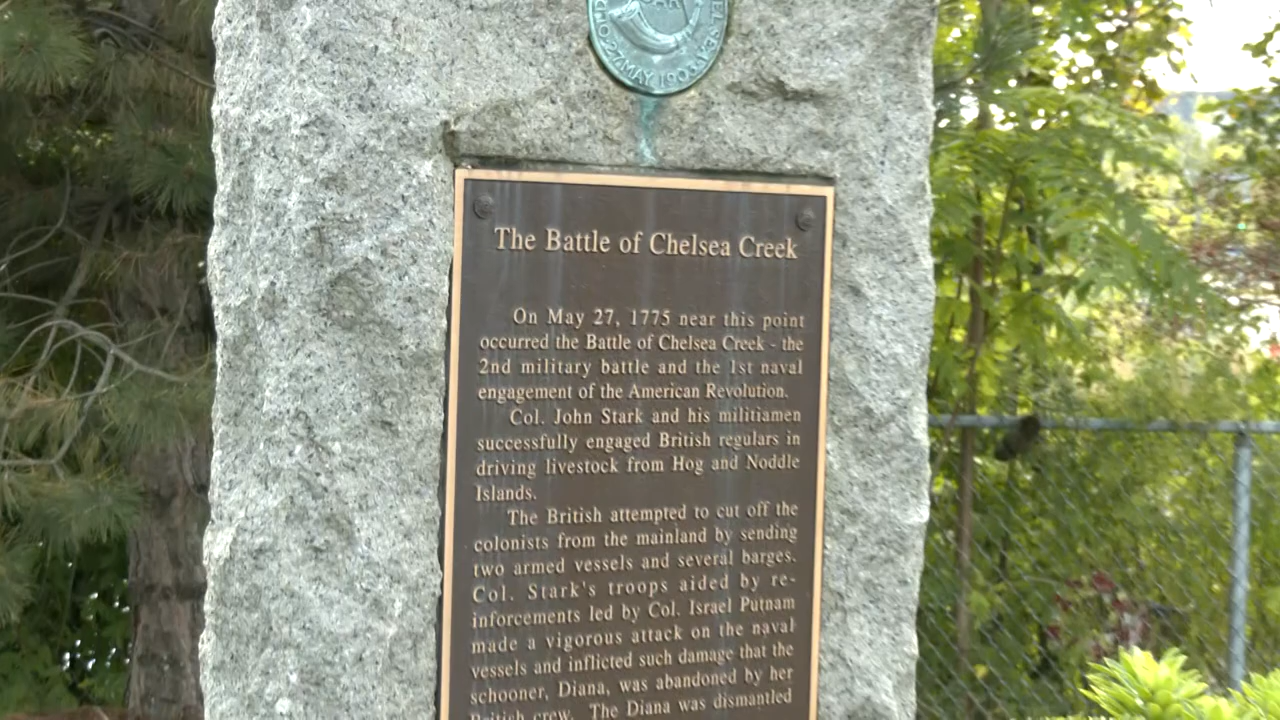 27 MAY 1903
The Battle of Chelsea Creek
On May 27, 1775 near this point
occurred the Battle of Chelsea Creek - the
2nd military battle and the 1st naval
engagement of the American Revolution.
Col. John Stark and his militiamen
successfully engaged British regulars in
driving livestock from Hog and Noddle
Islands.
The British attempted to cut off the
colonists from the mainland by sending
two armed vessels and several barges.
Col. Stark's troops aided by re-
inforcements led by Col. Israel Putnam
made a vigorous attack on the naval
vessels and inflicted such damage that the
schooner, Diana, was abandoned by her
British crew. The Diana was dismantled